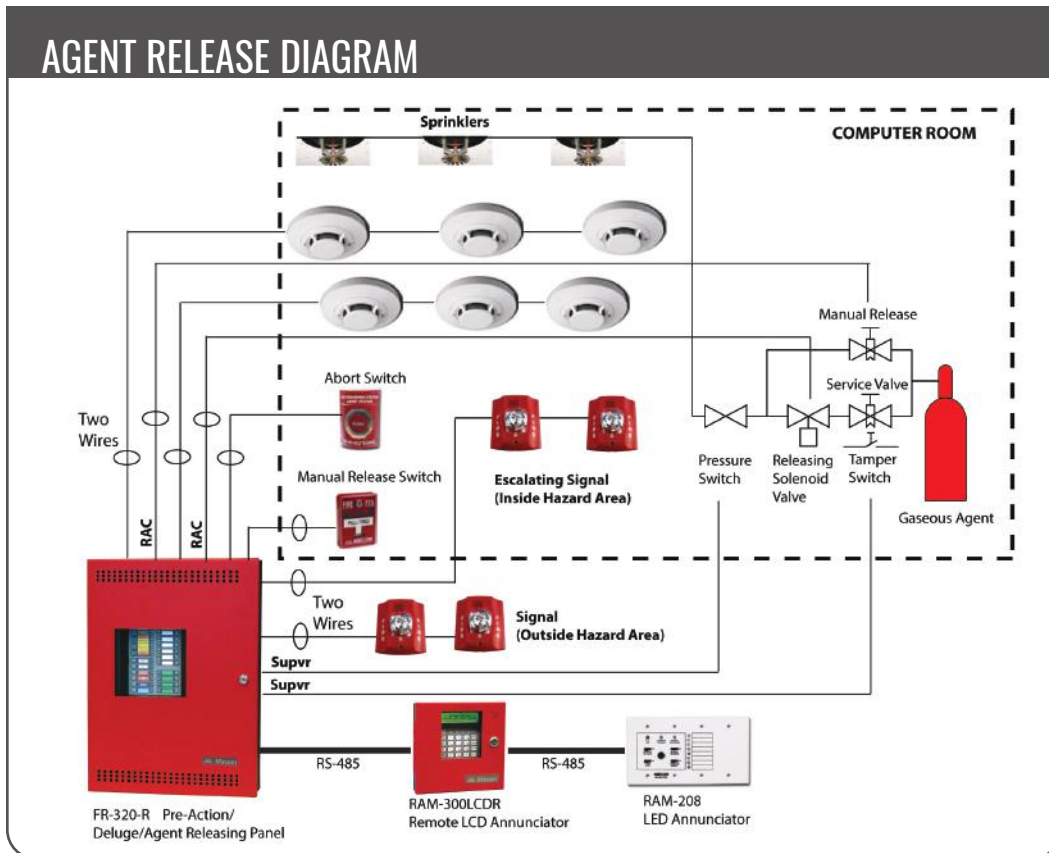 AGENT RELEASE DIAGRAM
Sprinklers
COMPUTER ROOM
Manual Release
Abort Switch
Service Valve
Two
Wires
Pressure
Switch
Releasing
Solenoid
Valve
Tamper
Switch
Escalating Signal
(Inside Hazard Area)
Manual Release Switch
Gaseous Agent
RAC
RAC
Two
Wires
Signal
(Outside Hazard Area)
Supvr
Supvr
RS-485
RS-485
FR-320-R Pre-Action/
Deluge/Agent Releasing Panel
RAM-300LCDR
Remote LCD Annunciator
RAM-208
LED Annunciator